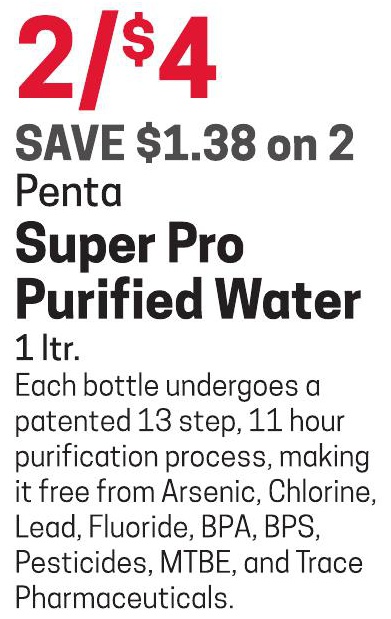 2/$4
SAVE $1.38 on 2
Penta
Super Pro
Purified Water
1 ltr.
Each bottle undergoes a
patented 13 step, 11 hour
purification process, making
it free from Arsenic, Chlorine,
Lead, Fluoride, BPA, BPS,
Pesticides, MTBE, and Trace
Pharmaceuticals.